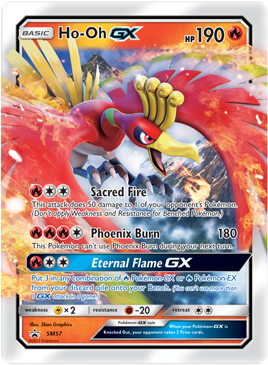 BASIC Ho-Oh GX HP 190
Sacred Fire
This attack does 50 damage to 1 of your opponent's Pokémon.
(Don't apply Weakness and Resistance for Benched Pokémon.)
Phoenix Burn 180
This Pokémon can't use Phoenix Burn during your next turn.
Eternal Flame GX
Put 3 in any combination of Pokémon-GX or Pokémon-EX
from your discard pile onto your Bench. (You can't use more than
1 GX attack in a game.)
weakness ×2 resistance -20 retreat
Illus. 5ban Graphics
SM57
©2017 Pokémon
Pokémon-GX rule
When your Pokémon-GX is
Knocked Out, your opponent takes 2 Prize cards.